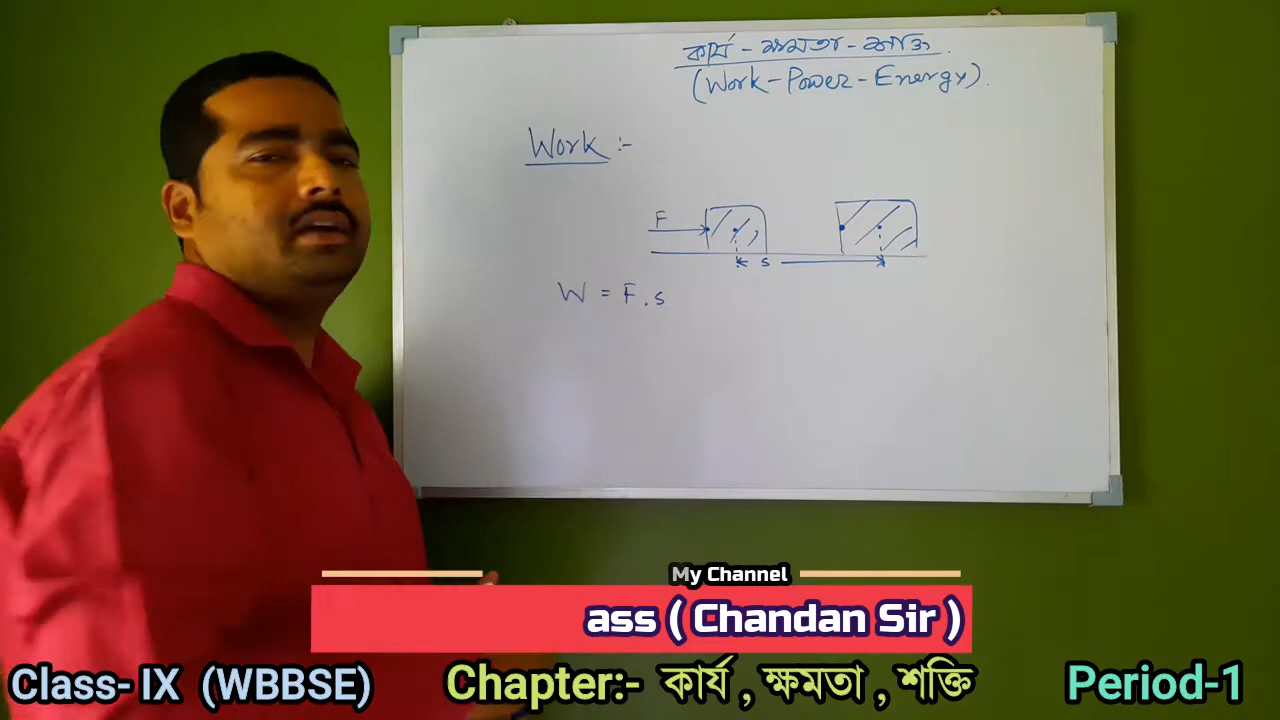 কার্য - ক্ষমতা - শক্তি
(Work - Power - Energy)
Work :-
F
s
W = F.s
My Channel
ass ( Chandan Sir )
Class- IX (WBBSE)
Chapter:- কার্য , ক্ষমতা , শক্তি
Period-1